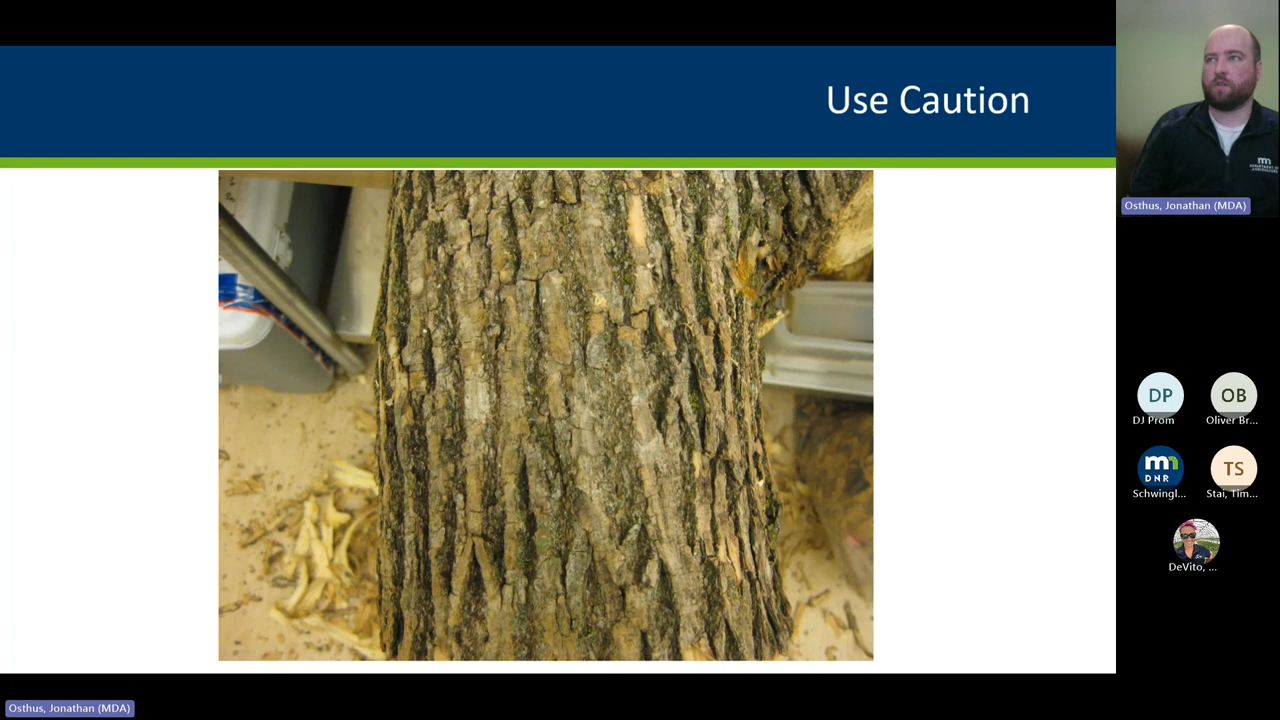 Use Caution
Osthus, Jonathan (MDA)
DP
DJ Prom
OB
Oliver Br...
mn
DNR
Schwingl...
TS
Stai, Tim...
DeVito, ...
Osthus, Jonathan (MDA)